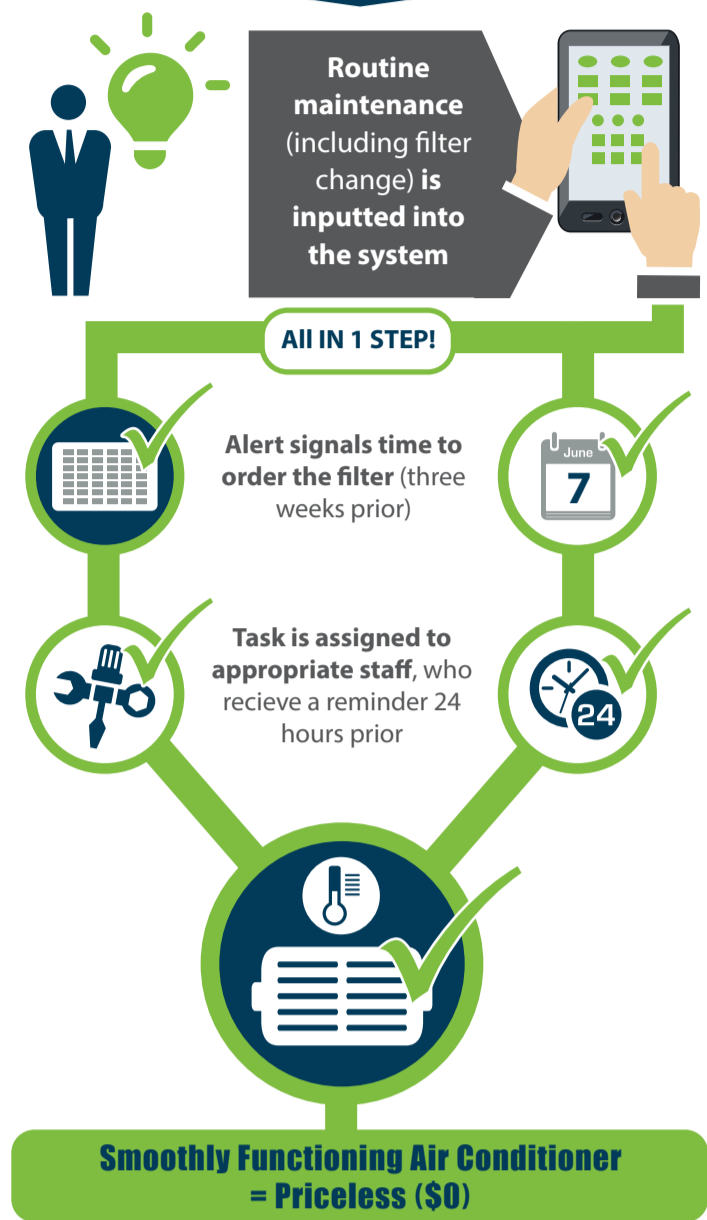 Routine
maintenance
(including filter
change) is
inputted into
the system
All IN 1 STEP!
Alert signals time to
order the filter (three
weeks prior)
June
7
Task is assigned to
appropriate staff, who
recieve a reminder 24
hours prior
24
Smoothly Functioning Air Conditioner
= Priceless ($0)